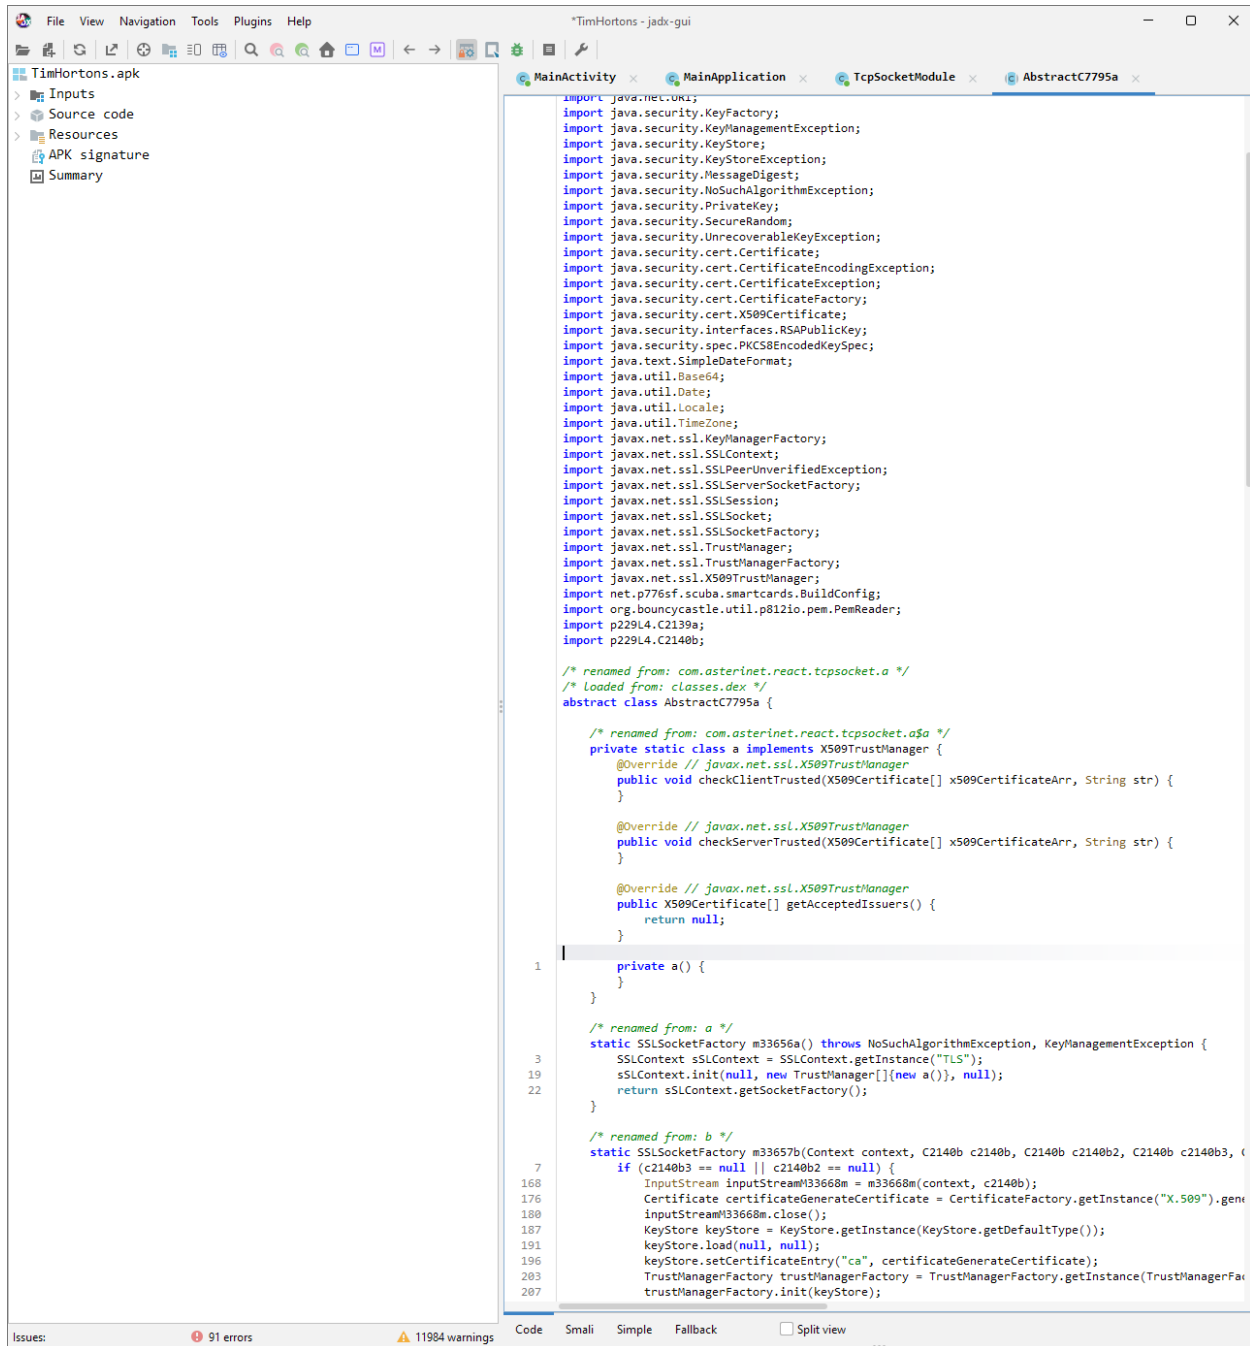 File View Navigation Tools Plugins Help
*TimHortons - jadx-gui
TimHortons.apk
Inputs
Source code
Resources
APK signature
Summary
Issues:
91 errors
11984 warnings
MainActivity
MainApplication
TcpSocketModule
AbstractC7795a
import java.net.URI;
import java.security.KeyFactory;
import java.security.KeyManagementException;
import java.security.KeyStore;
import java.security.KeyStoreException;
import java.security.MessageDigest;
import java.security.NoSuchAlgorithmException;
import java.security.PrivateKey;
import java.security.SecureRandom;
import java.security.UnrecoverableKeyException;
import java.security.cert.Certificate;
import java.security.cert.CertificateEncodingException;
import java.security.cert.CertificateException;
import java.security.cert.CertificateFactory;
import java.security.cert.X509Certificate;
import java.security.interfaces.RSAPublicKey;
import java.security.spec.PKCS8EncodedKeySpec;
import java.text.SimpleDateFormat;
import java.util.Base64;
import java.util.Date;
import java.util.Locale;
import java.util.TimeZone;
import javax.net.ssl.KeyManagerFactory;
import javax.net.ssl.SSLContext;
import javax.net.ssl.SSLPeerUnverifiedException;
import javax.net.ssl.SSLServerSocketFactory;
import javax.net.ssl.SSLSession;
import javax.net.ssl.SSLSocket;
import javax.net.ssl.SSLSocketFactory;
import javax.net.ssl.TrustManager;
import javax.net.ssl.TrustManagerFactory;
import javax.net.ssl.X509TrustManager;
import net.p776sf.scuba.smartcards.BuildConfig;
import org.bouncycastle.util.p812io.pem.PemReader;
import p229L4.C2139a;
import p229L4.C2140b;
/* renamed from: com.asterinet.react.tcpsocket.a */
/* loaded from: classes.dex */
abstract class AbstractC7795a {
/* renamed from: com.asterinet.react.tcpsocket.a$a */
private static class a implements X509TrustManager {
@Override // javax.net.ssl.X509TrustManager
public void checkClientTrusted(X509Certificate[] x509CertificateArr, String str) {
}
@Override // javax.net.ssl.X509TrustManager
public void checkServerTrusted(X509Certificate[] x509CertificateArr, String str) {
}
@Override // javax.net.ssl.X509TrustManager
public X509Certificate[] getAcceptedIssuers() {
return null;
}
1 private a() {
}
}
/* renamed from: a */
static SSLSocketFactory m33656a() throws NoSuchAlgorithmException, KeyManagementException {
3 SSLContext sSLContext = SSLContext.getInstance("TLS");
19 sSLContext.init(null, new TrustManager[]{new a()}, null);
22 return sSLContext.getSocketFactory();
}
/* renamed from: b */
static SSLSocketFactory m33657b(Context context, C2140b c2140b, C2140b c2140b2, C2140b c2140b3, C
7 if (c2140b3 == null || c2140b2 == null) {
168 InputStream inputStreamM33668m = m33668m(context, c2140b);
176 Certificate certificateGenerateCertificate = CertificateFactory.getInstance("X.509").gene
180 inputStreamM33668m.close();
187 KeyStore keyStore = KeyStore.getInstance(KeyStore.getDefaultType());
191 keyStore.load(null, null);
196 keyStore.setCertificateEntry("ca", certificateGenerateCertificate);
203 TrustManagerFactory trustManagerFactory = TrustManagerFactory.getInstance(TrustManagerFac
207 trustManagerFactory.init(keyStore);
Code Smali Simple Fallback Split view